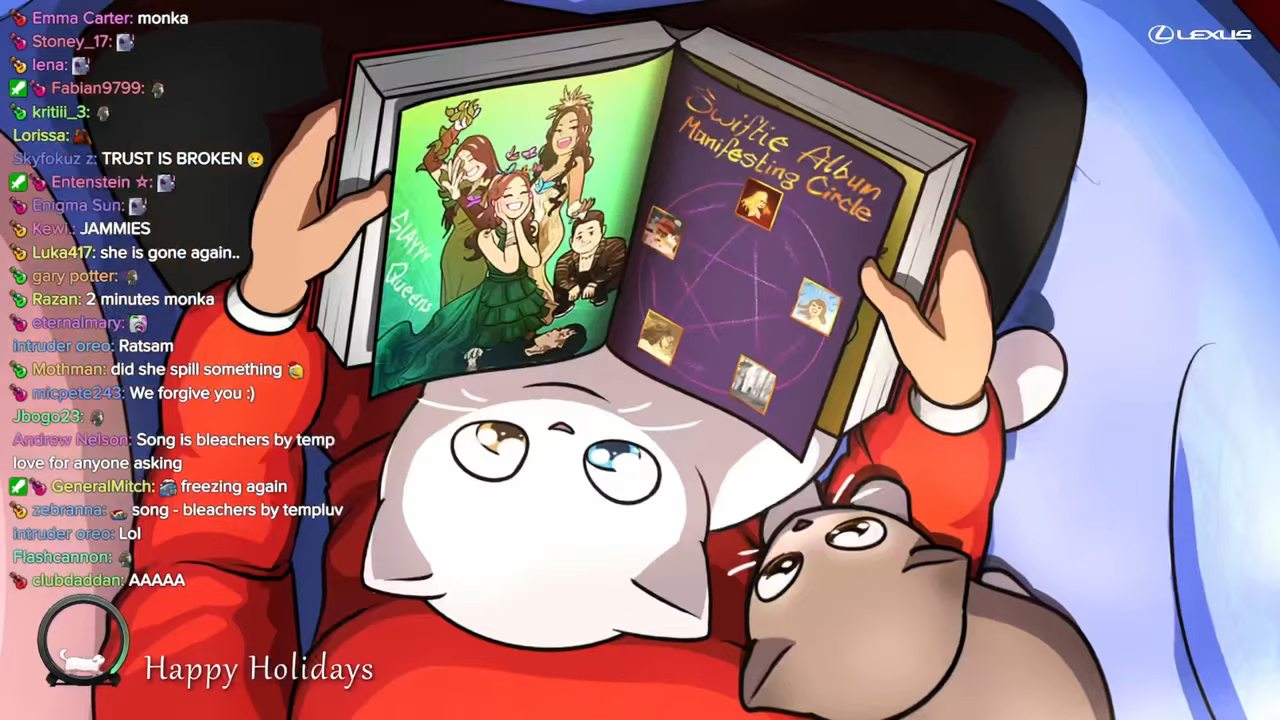 Emma Carter: monka
Stoney_17:
lena:
Fabian9799:
kritiii_3:
Lorissa:
Skyfokuz z: TRUST IS BROKEN 😥
Entenstein ☆:
Enigma Sun:
Kewl.: JAMMIES
Luka417: she is gone again..
gary potter:
Razan: 2 minutes monka
eternalmary:
intruder oreo: Ratsam
Mothman: did she spill something
micpete243: We forgive you :)
Jbogo23:
Andrew Nelson: Song is bleachers by temp
love for anyone asking
GeneralMitch: freezing again
zebranna: song - bleachers by templuv
intruder oreo: Lol
Flashcannon:
clubdaddan: AAAAA
Happy Holidays
SLAYYY
Queens
Swiftie Album
Manifesting Circle
LEXUS